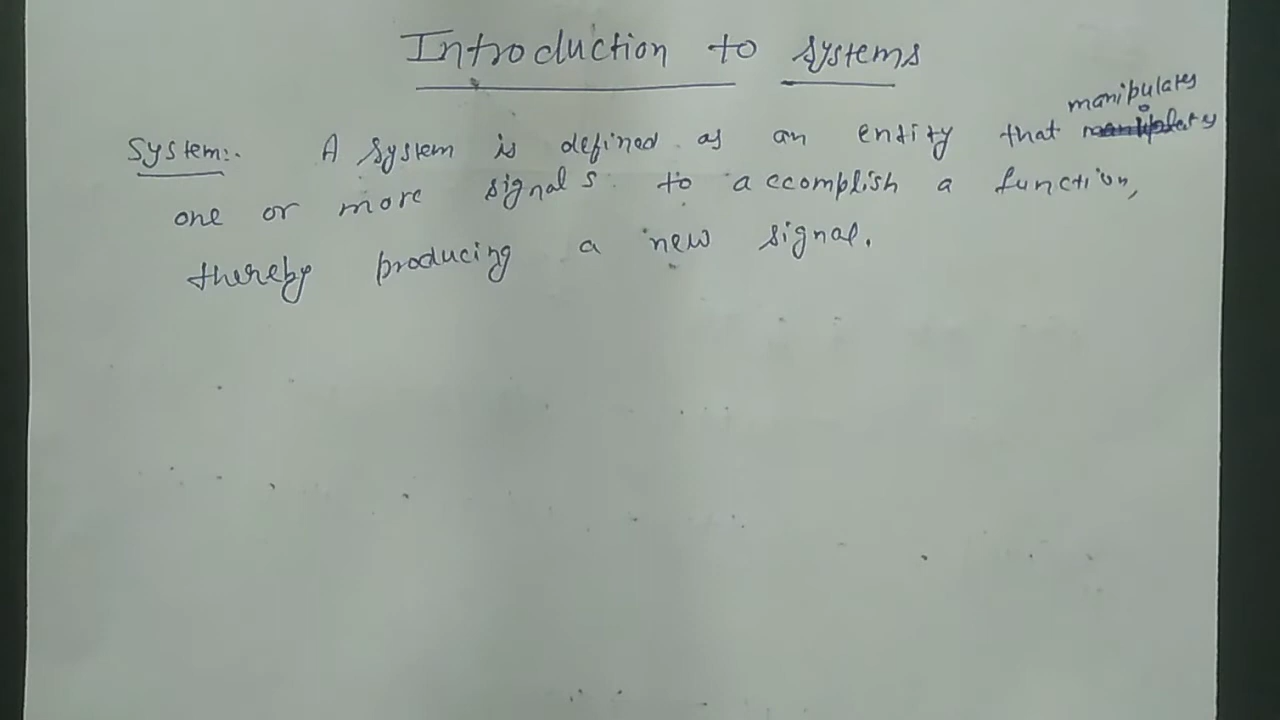 Introduction to systems
System:- A system is defined as an entity that manipulates
one or more signals to accomplish a function,
thereby producing a new signal.